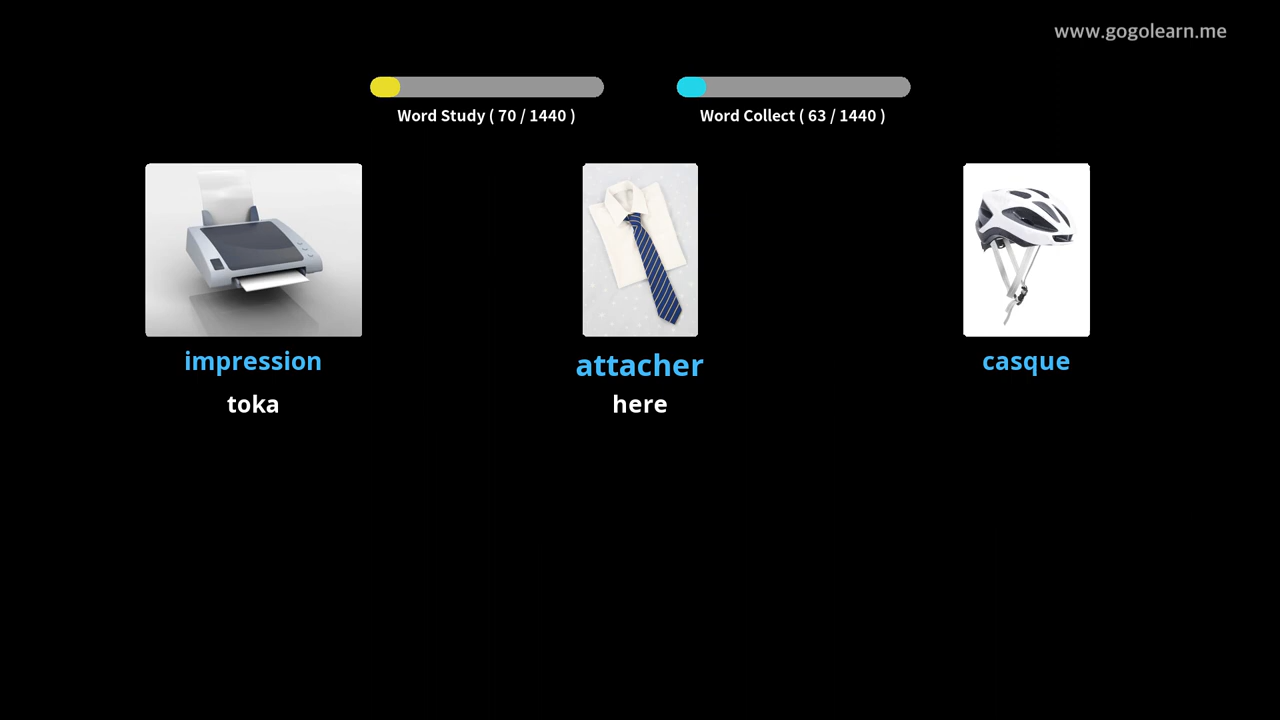 www.gogolearn.me
Word Study ( 70 / 1440 )
Word Collect ( 63 / 1440 )
impression
attacher
casque
toka
here